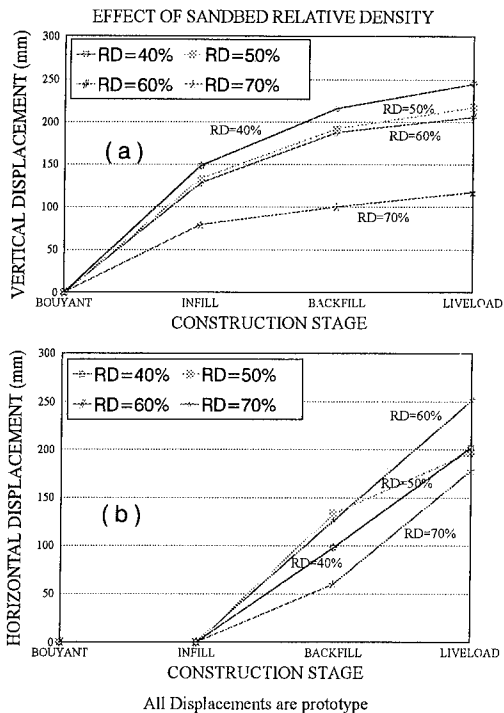 EFFECT OF SANDBED RELATIVE DENSITY
VERTICAL DISPLACEMENT (mm)
300
250
200
150
100
50
0
RD=40% RD=50%
RD=60% RD=70%
(a)
RD=40%
RD=50%
RD=60%
RD=70%
BOUYANT INFILL BACKFILL LIVELOAD
CONSTRUCTION STAGE
HORIZONTAL DISPLACEMENT (mm)
300
250
200
150
100
50
0
RD=40% RD=50%
RD=60% RD=70%
(b)
RD=60%
RD=50%
RD=70%
RD=40%
BOUYANT INFILL BACKFILL LIVELOAD
CONSTRUCTION STAGE
All Displacements are prototype